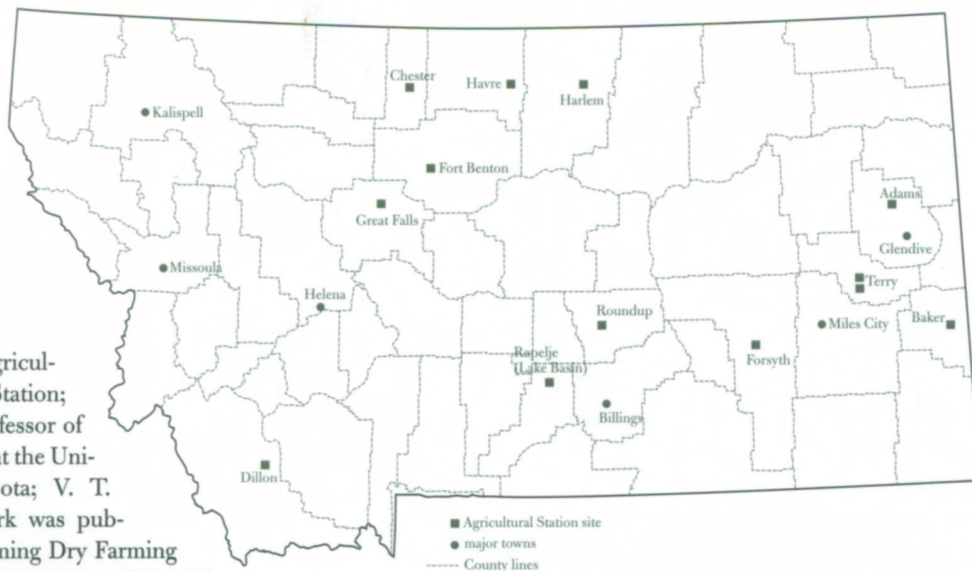 Chester
Havre
Harlem
Kalispell
Fort Benton
Great Falls
Adams
Glendive
Missoula
Helena
Terry
Roundup
Miles City
Baker
Forsyth
Rapelje
(Lake Basin)
Billings
Dillon
Agricultural Station site
major towns
County lines
gricul-
Station;
fessor of
at the Uni-
ota; V. T.
rk was pub-
ning Dry Farming